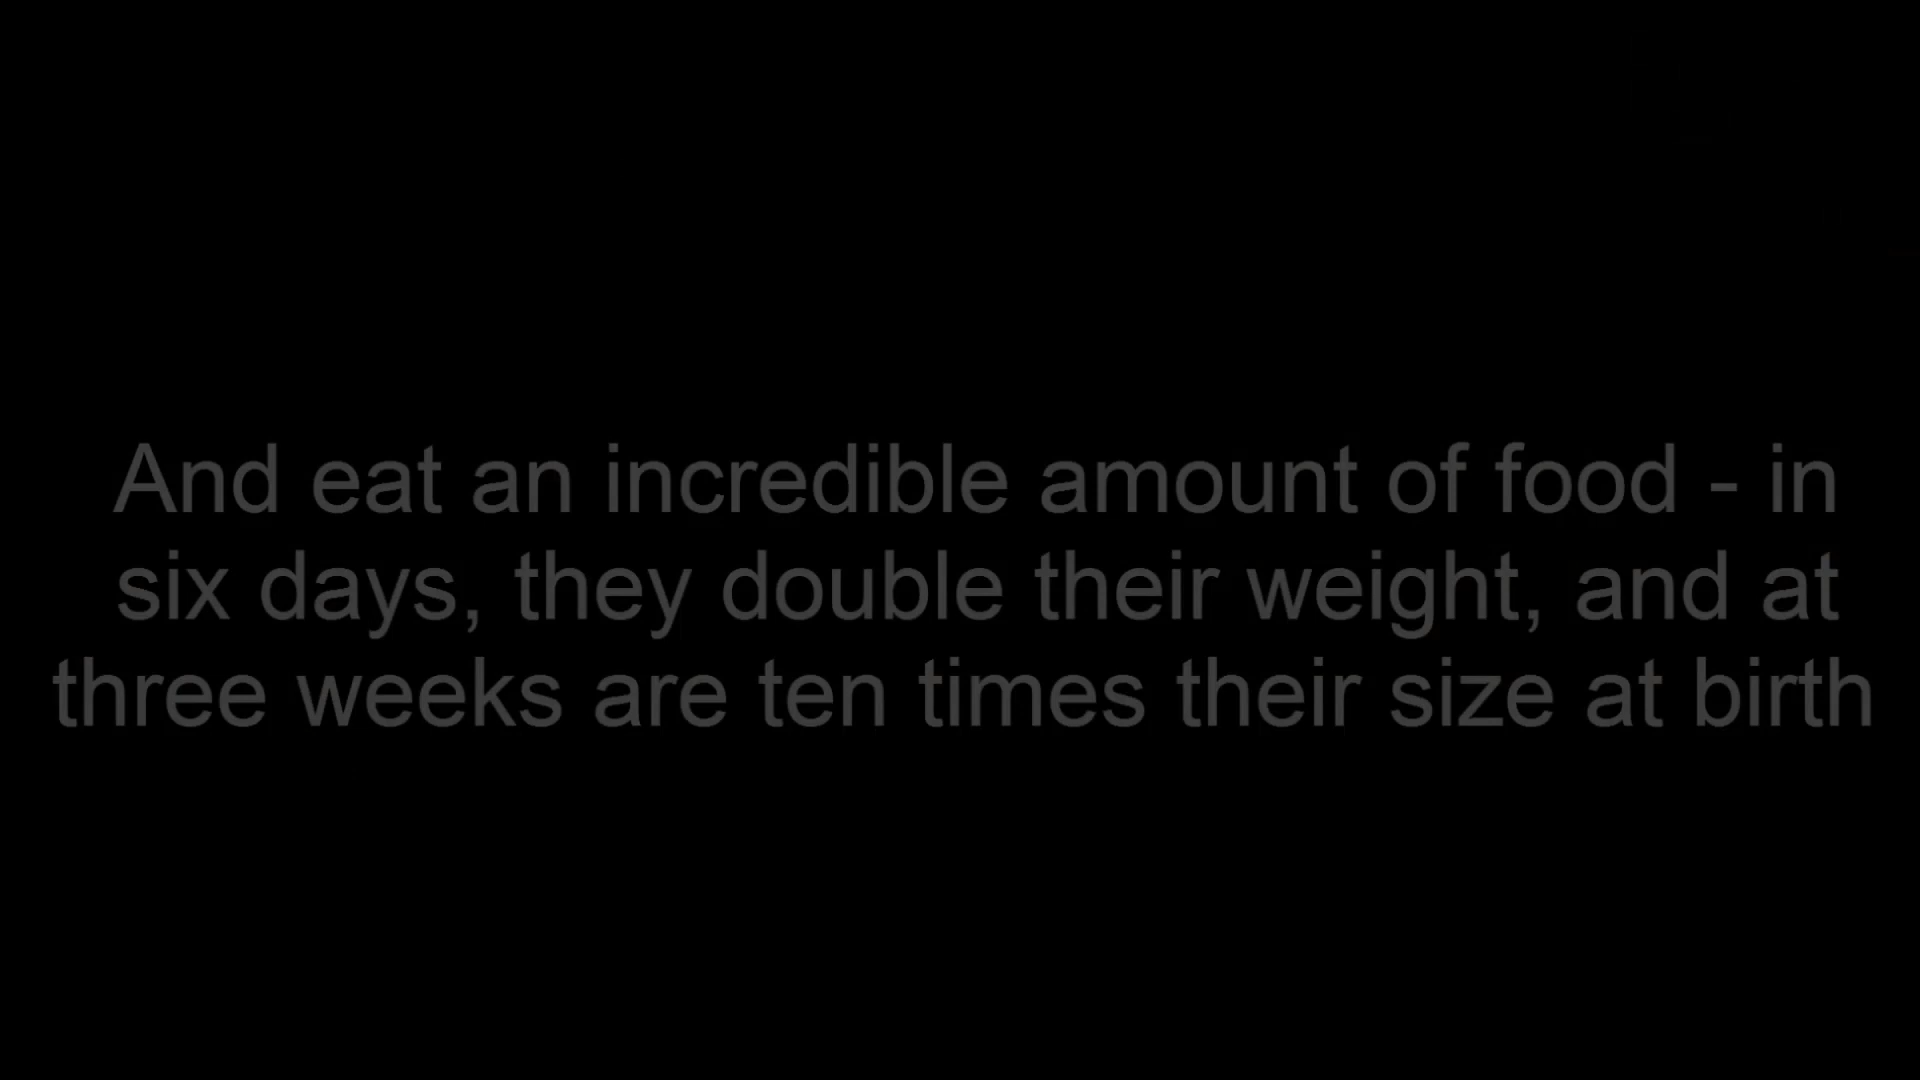 And eat an incredible amount of food - in
six days, they double their weight, and at
three weeks are ten times their size at birth